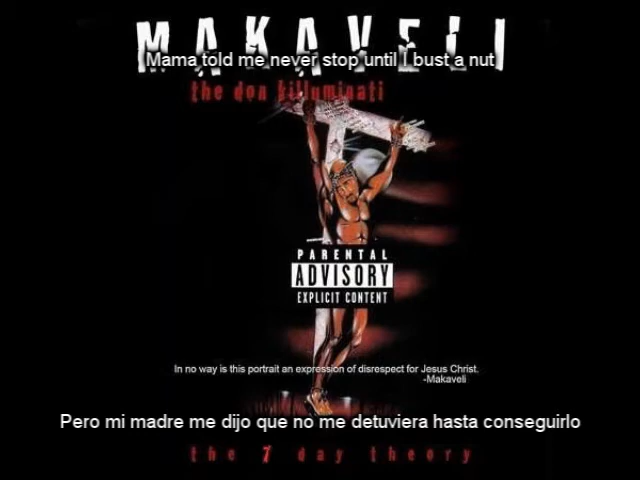 MAKAVELI
Mama told me never stop until I bust a nut
the don killuminati
PARENTAL
ADVISORY
EXPLICIT CONTENT
In no way is this portrait an expression of disrespect for Jesus Christ.
-Makaveli
Pero mi madre me dijo que no me detuviera hasta conseguirlo
the 7 day theory